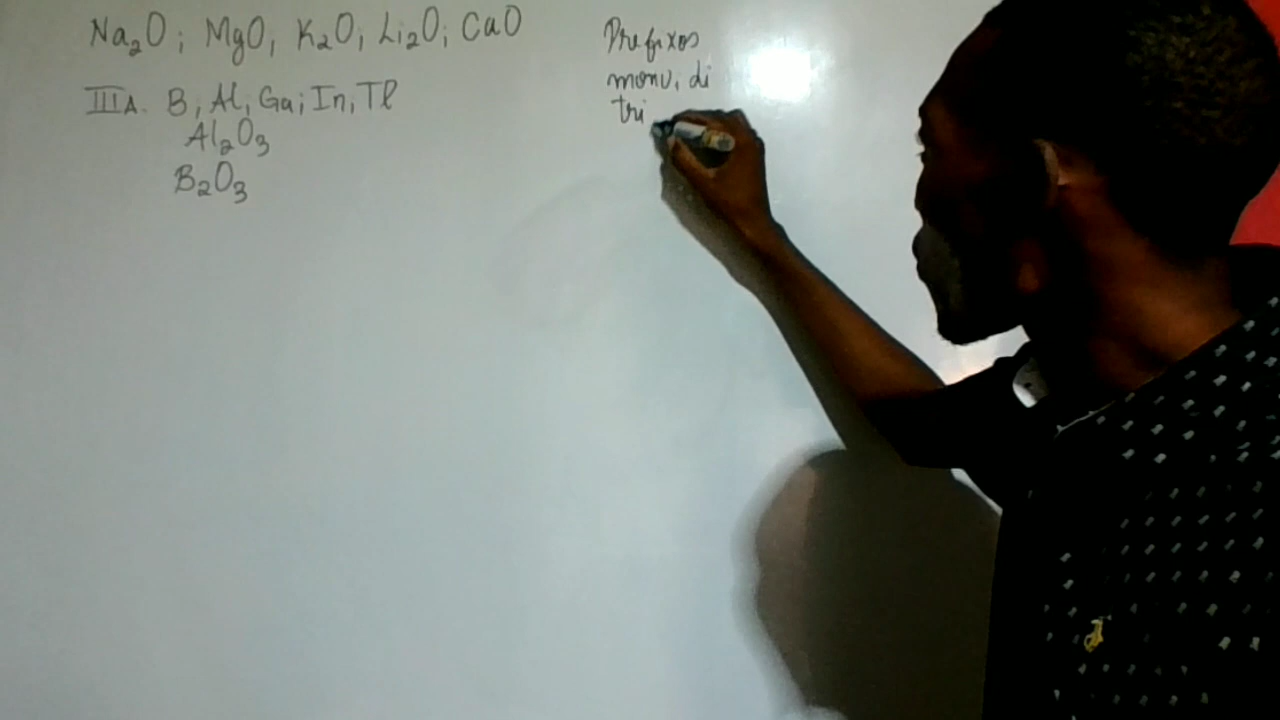 Na₂O; MgO, K₂O, Li₂O; CaO
IIIA. B, Al, Ga; In, Tl
Al₂O₃
B₂O₃
Prefixos
mono, di
tri